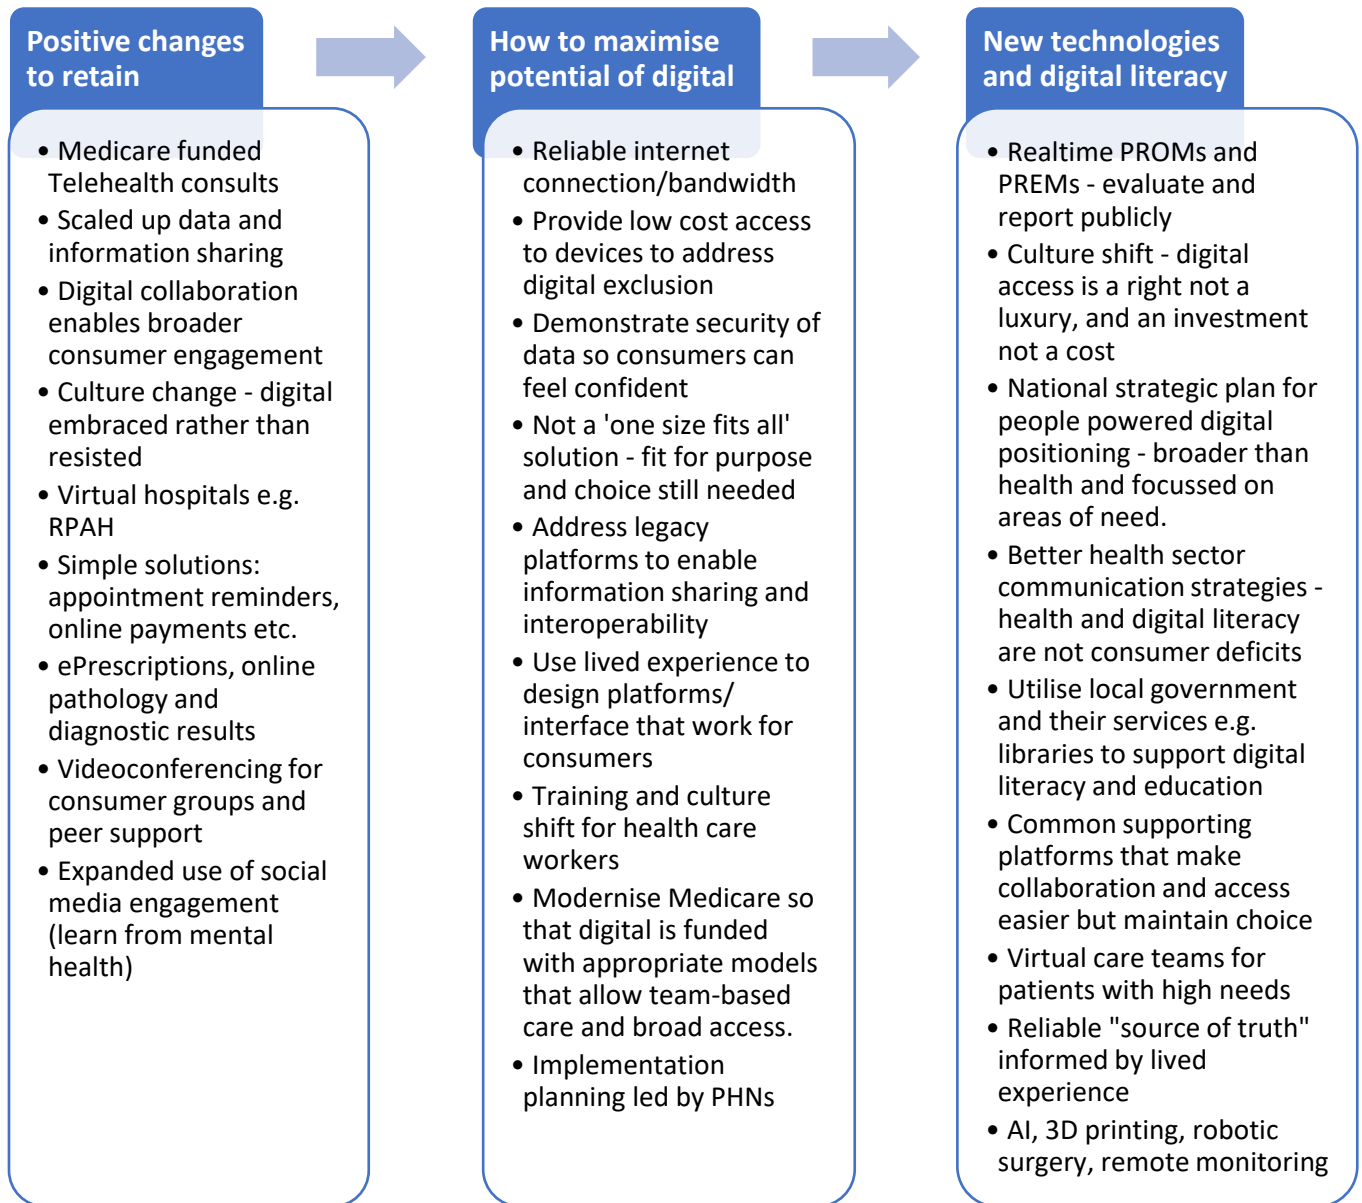 Positive changes
to retain
• Medicare funded
Telehealth consults
• Scaled up data and
information sharing
• Digital collaboration
enables broader
consumer engagement
• Culture change - digital
embraced rather than
resisted
• Virtual hospitals e.g.
RPAH
• Simple solutions:
appointment reminders,
online payments etc.
• ePrescriptions, online
pathology and
diagnostic results
• Videoconferencing for
consumer groups and
peer support
• Expanded use of social
media engagement
(learn from mental
health)
How to maximise
potential of digital
• Reliable internet
connection/bandwidth
• Provide low cost access
to devices to address
digital exclusion
• Demonstrate security of
data so consumers can
feel confident
• Not a 'one size fits all'
solution - fit for purpose
and choice still needed
• Address legacy
platforms to enable
information sharing and
interoperability
• Use lived experience to
design platforms/
interface that work for
consumers
• Training and culture
shift for health care
workers
• Modernise Medicare so
that digital is funded
with appropriate models
that allow team-based
care and broad access.
• Implementation
planning led by PHNs
New technologies
and digital literacy
• Realtime PROMs and
PREMs - evaluate and
report publicly
• Culture shift - digital
access is a right not a
luxury, and an investment
not a cost
• National strategic plan for
people powered digital
positioning - broader than
health and focussed on
areas of need.
• Better health sector
communication strategies -
health and digital literacy
are not consumer deficits
• Utilise local government
and their services e.g.
libraries to support digital
literacy and education
• Common supporting
platforms that make
collaboration and access
easier but maintain choice
• Virtual care teams for
patients with high needs
• Reliable "source of truth"
informed by lived
experience
• AI, 3D printing, robotic
surgery, remote monitoring